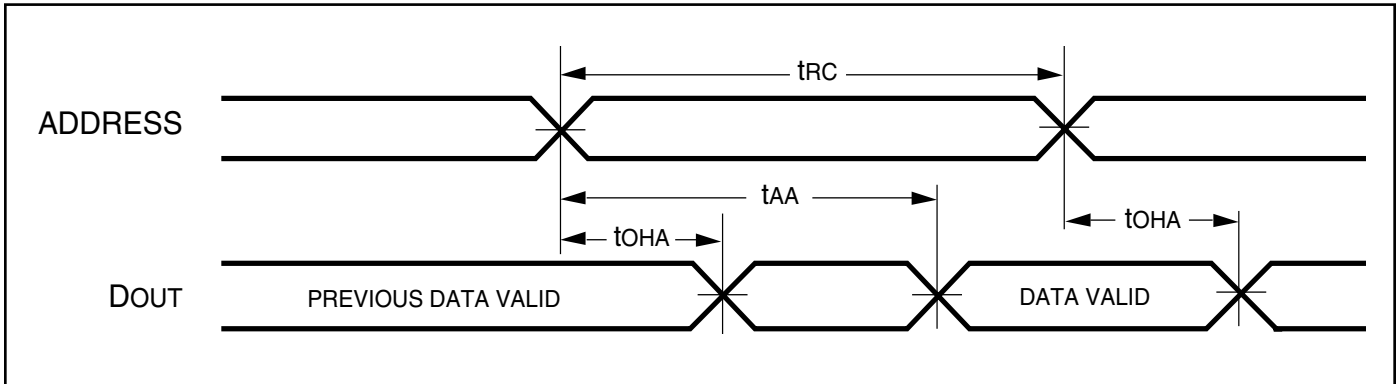 tRC
ADDRESS
tAA
tOHA
tOHA
DOUT
PREVIOUS DATA VALID
DATA VALID